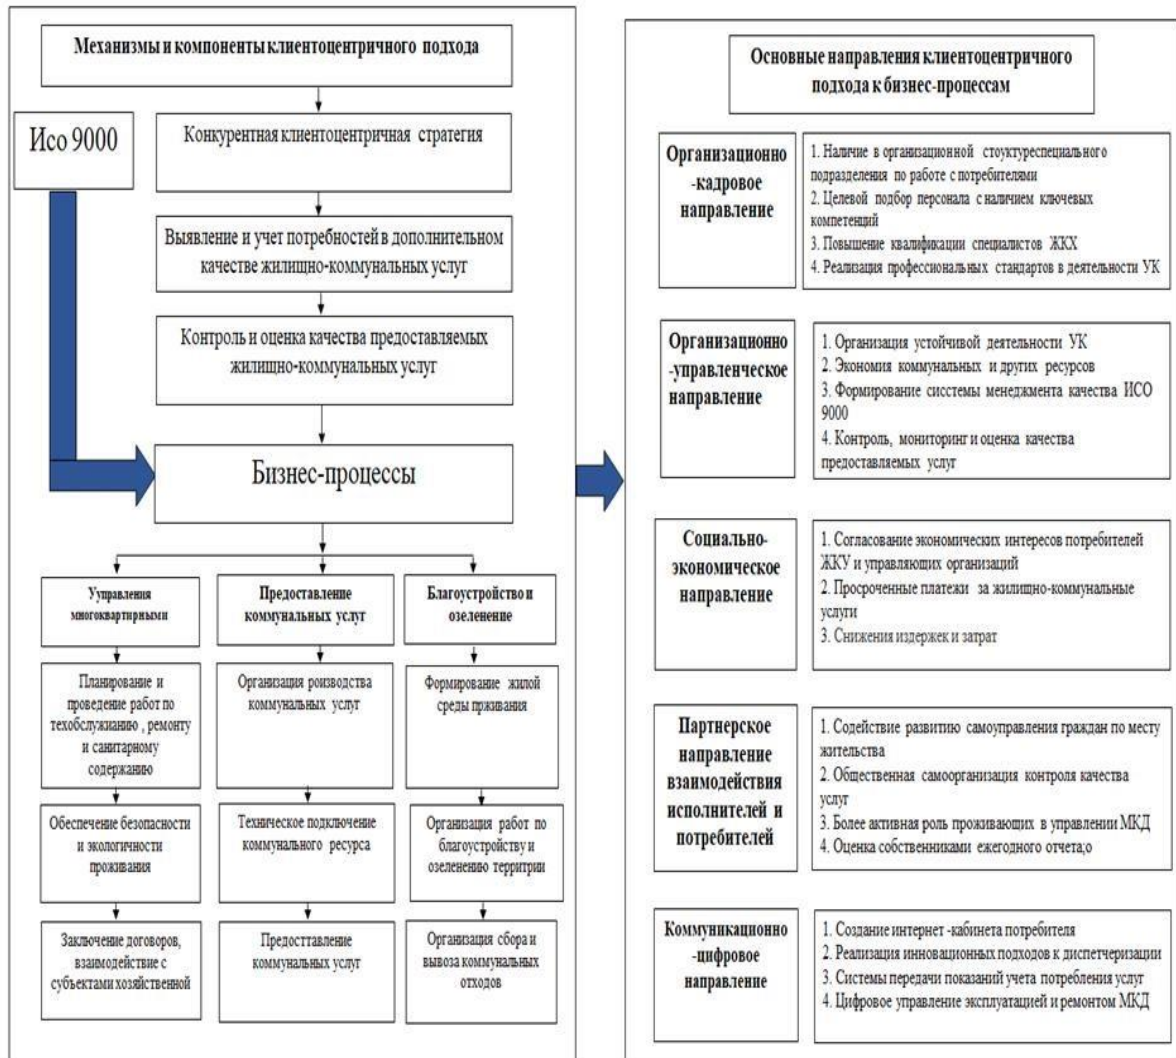 Механизмы и компоненты клиентоцентричного подхода
Исо 9000
Конкурентная клиентоцентричная стратегия
Выявление и учет потребностей в дополнительном
качестве жилищно-коммунальных услуг
Контроль и оценка качества предоставляемых
жилищно-коммунальных услуг
Бизнес-процессы
Ууправления
многоквартирными
Планирование и
проведение работ по
техобслужианию , ремонту
и санитарному
содержанию
Обеспечение безопасности
и экологичности
проживания
Заключение договоров,
взаимодействие с
субъектами хозяйственной
Предоставление
коммунальных услуг
Организация роизводства
коммунальных услуг
Техническое подключение
коммунального ресурса
Предосттавление
коммунальных услуг
Благоустройство и
озеленение
Формирование жилой
среды прживания
Организация работ по
благоустройству и
озеленению территрии
Организация сбора и
вывоза коммунальных
отходов
Основные направления клиентоцентричного
подхода к бизнес-процессам
Организационно
-кадровое
направление
1. Наличие в организационной стоуктуреспециального
подразделения по работе с потребителями
2. Целевой подбор персонала с наличием ключевых
компетенций
3. Повышение квалификации специалистов ЖКХ
4. Реализация профессиональных стандартов в деятельности УК
Организационно
-управленческое
направление
1. Организация устойчивой деятельности УК
2. Экономия коммунальных и других ресурсов
3. Формирование сисстемы менеджмента качества ИСО
9000
4. Контроль, мониторинг и оценка качества
предоставляемых услуг
Социально-
экономическое
направление
1. Согласование экономических интересов потребителей
ЖКУ и управляющих организаций
2. Просроченные платежи за жилищно-коммунальные
услуги
3. Снижения издержек и затрат
Партнерское
направление
взаимодействия
исполнителей и
потребителей
1. Содействие развитию самоуправления граждан по месту
жительства
2. Общественная самоорганизация контроля качества
услуг
3. Более активная роль проживающих в управлении МКД
4. Оценка собственниками ежегодного отчета;о
Коммуникационно
-цифровое
направление
1. Создание интернет -кабинета потребителя
2. Реализация инновационных подходов к диспетчеризации
3. Системы передачи показаний учета потребления услуг
4. Цифровое управление эксплуатацией и ремонтом МКД